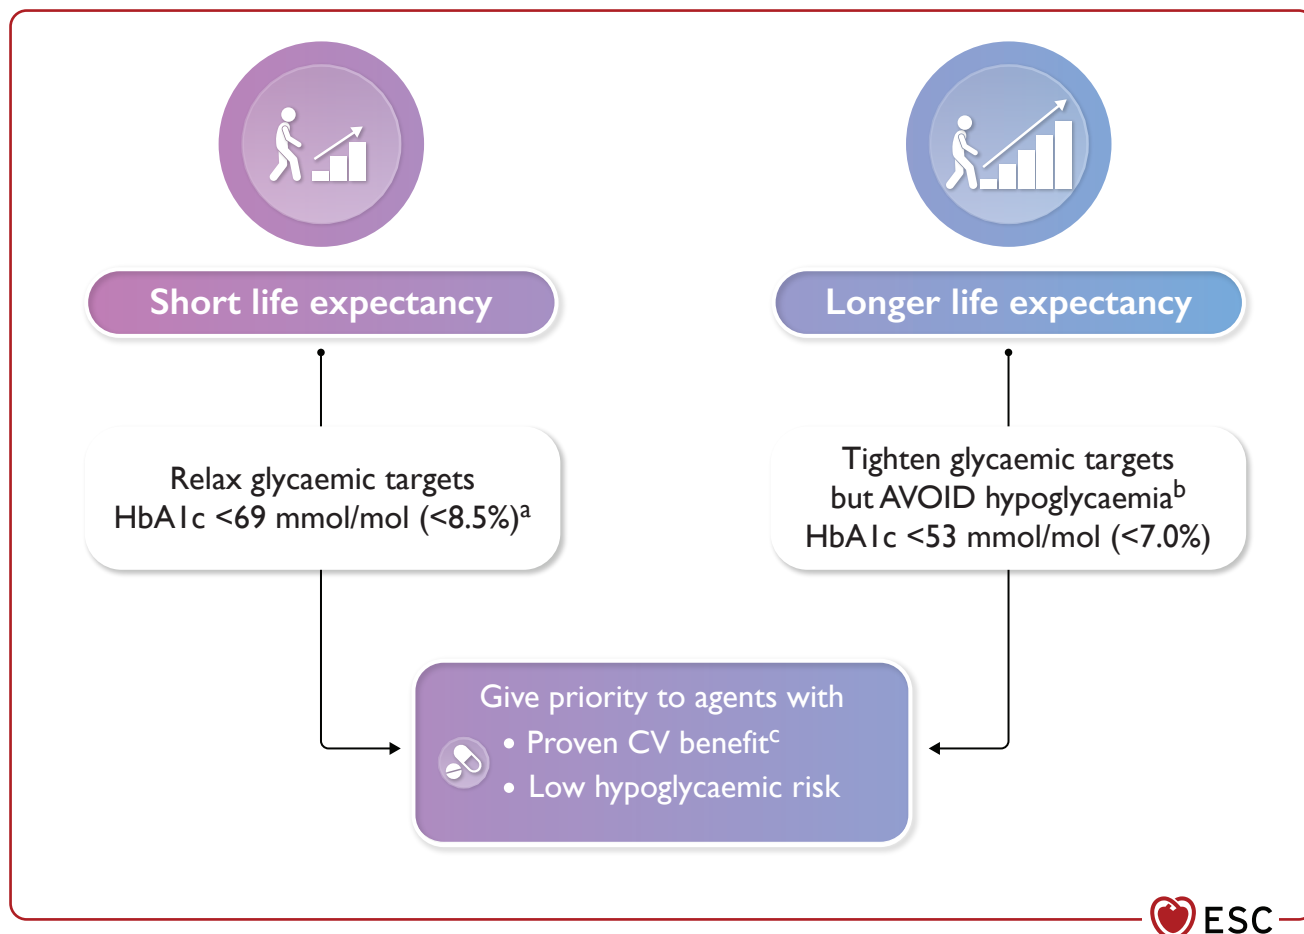 Short life expectancy
Longer life expectancy
Relax glycaemic targets
HbA1c <69 mmol/mol (<8.5%)a
Tighten glycaemic targets
but AVOID hypoglycaemiab
HbA1c <53 mmol/mol (<7.0%)
Give priority to agents with
• Proven CV benefitc
• Low hypoglycaemic risk
ESC